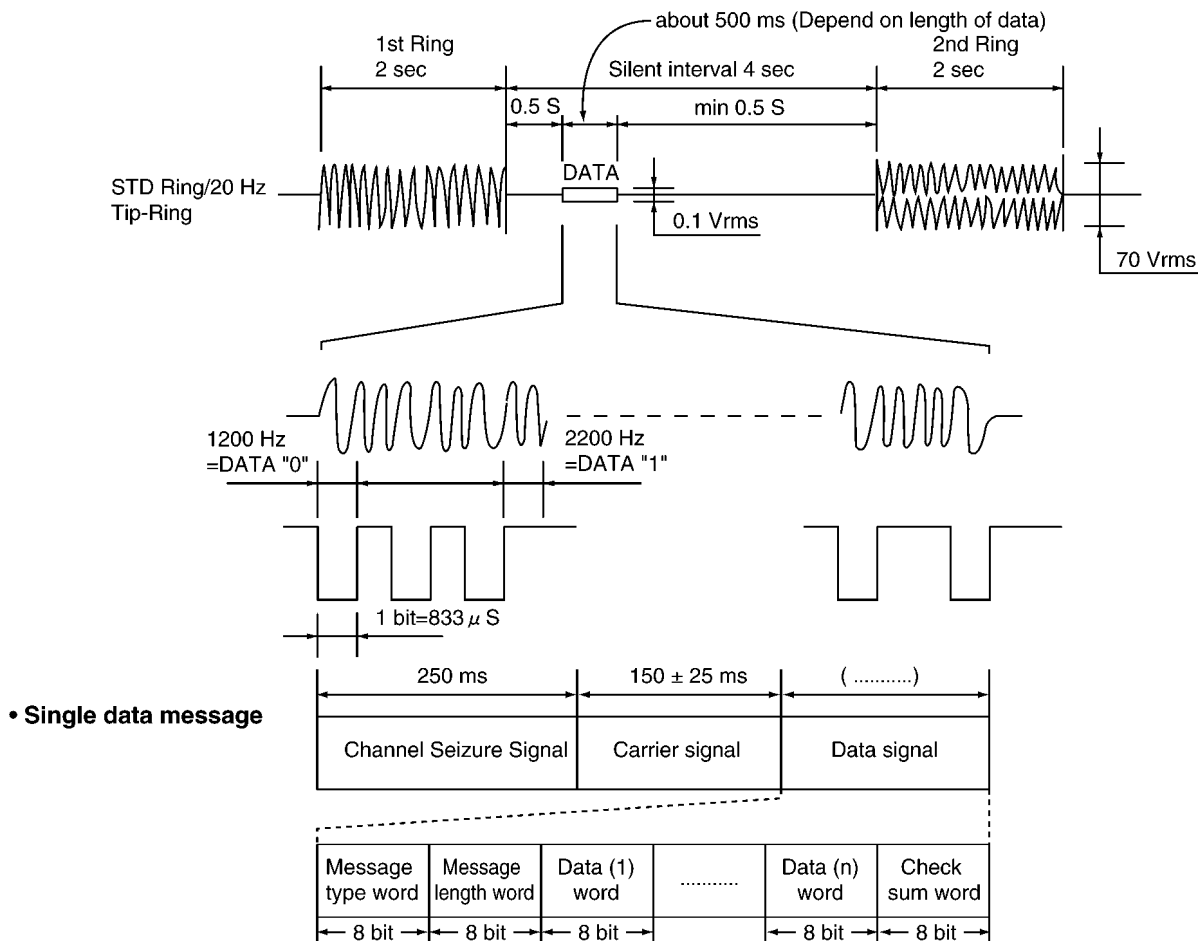 about 500 ms (Depend on length of data)
1st Ring
2 sec
Silent interval 4 sec
2nd Ring
2 sec
0.5 S
min 0.5 S
DATA
STD Ring/20 Hz
Tip-Ring
0.1 Vrms
70 Vrms
1200 Hz
=DATA "0"
2200 Hz
=DATA "1"
1 bit=833 μ S
250 ms
150 ± 25 ms
( ........... )
• Single data message
Channel Seizure Signal
Carrier signal
Data signal
Message
type word
Message
length word
Data (1)
word
...........
Data (n)
word
Check
sum word
8 bit
8 bit
8 bit
8 bit
8 bit